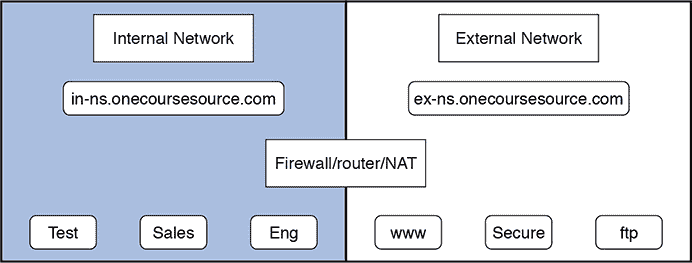 Internal Network
External Network
in-ns.onecoursesource.com
ex-ns.onecoursesource.com
Firewall/router/NAT
Test
Sales
Eng
www
Secure
ftp